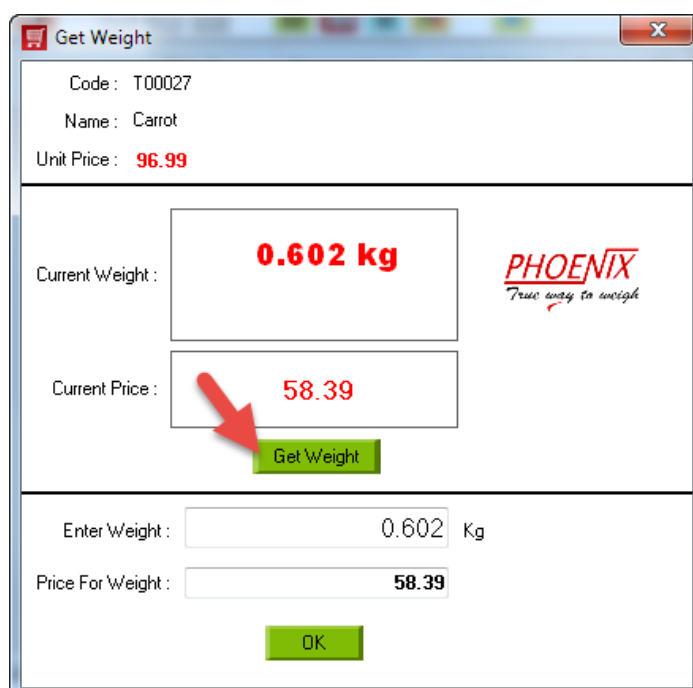 Get Weight
Code : T00027
Name : Carrot
Unit Price : 96.99
Current Weight : 0.602 kg
PHOENIX
True way to weigh
Current Price : 58.39
Get Weight
Enter Weight : 0.602 Kg
Price For Weight : 58.39
OK